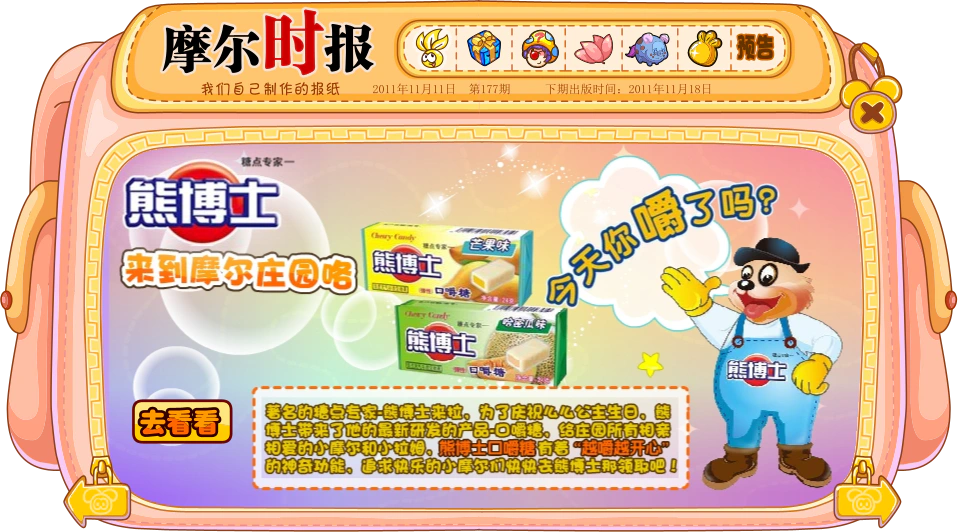 摩尔时报
预告
我们自己制作的报纸
2011年11月11日 第177期 下期出版时间：2011年11月18日
糖点专家一
熊博士
来到摩尔庄园咯
今天你嚼了吗?
Chewy Candy
糖点专家一
芒果味
熊博士
口嚼糖
Chewy Candy
糖点专家一
哈密瓜味
熊博士
口嚼糖
熊博士
去看看
著名的糖点专家-熊博士来拉，为了庆祝么么公主生日，熊
博士带来了他的最新研发的产品-口嚼糖，给庄园所有相亲
相爱的小摩尔和小拉姆，熊博士口嚼糖有着“越嚼越开心”
的神奇功能。追求快乐的小摩尔们快快去熊博士那领取吧！